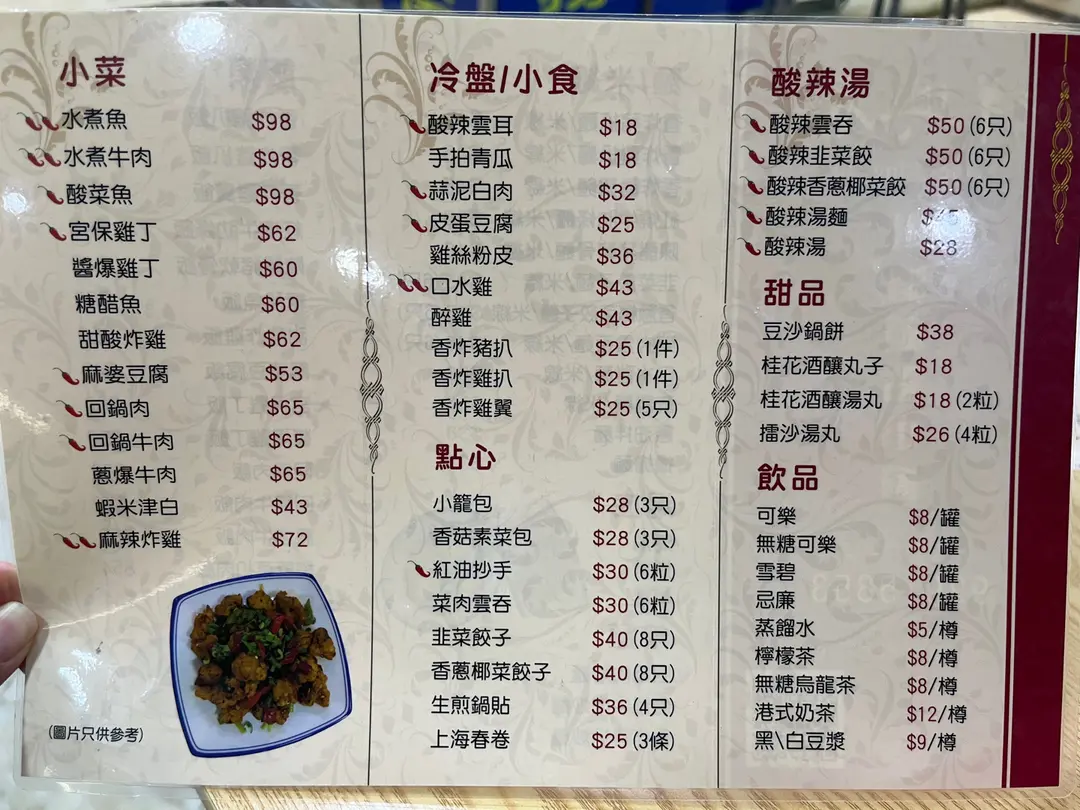 小菜
水煮魚 $98
水煮牛肉 $98
酸菜魚 $98
宮保雞丁 $62
醬爆雞丁 $60
糖醋魚 $60
甜酸炸雞 $62
麻婆豆腐 $53
回鍋肉 $65
回鍋牛肉 $65
蔥爆牛肉 $65
蝦米津白 $43
麻辣炸雞 $72
(圖片只供參考)
冷盤/小食
酸辣雲耳 $18
手拍青瓜 $18
蒜泥白肉 $32
皮蛋豆腐 $25
雞絲粉皮 $36
口水雞 $43
醉雞 $43
香炸豬扒 $25(1件)
香炸雞扒 $25(1件)
香炸雞翼 $25(5只)
點心
小籠包 $28(3只)
香菇素菜包 $28(3只)
紅油抄手 $30(6粒)
菜肉雲吞 $30(6粒)
韭菜餃子 $40(8只)
香蔥椰菜餃子 $40(8只)
生煎鍋貼 $36(4只)
上海春卷 $25(3條)
酸辣湯
酸辣雲吞 $50(6只)
酸辣韭菜餃 $50(6只)
酸辣香蔥椰菜餃 $50(6只)
酸辣湯麵
酸辣湯 $28
甜品
豆沙鍋餅 $38
桂花酒釀丸子 $18
桂花酒釀湯丸 $18(2粒)
擂沙湯丸 $26(4粒)
飲品
可樂 $8/罐
無糖可樂 $8/罐
雪碧 $8/罐
忌廉 $8/罐
蒸餾水 $5/樽
檸檬茶 $8/樽
無糖烏龍茶 $8/樽
港式奶茶 $12/樽
黑\白豆漿 $9/樽